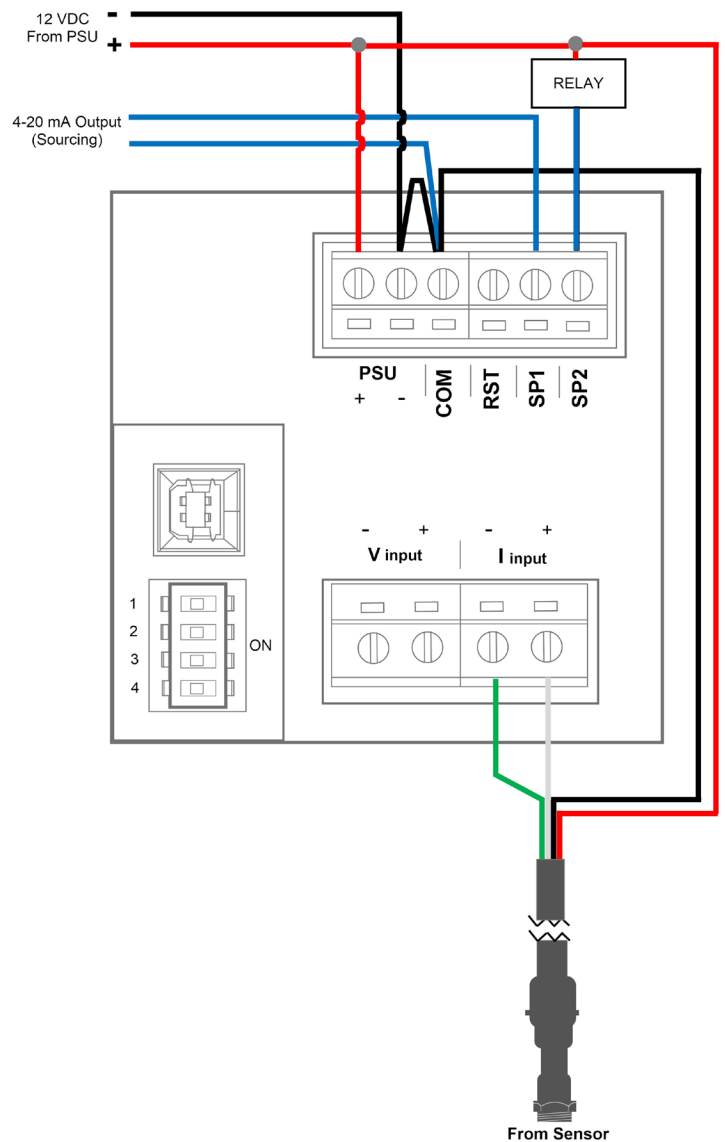 12 VDC -
From PSU +
RELAY
4-20 mA Output
(Sourcing)
PSU
+ -
COM
RST
SP1
SP2
- + - +
V input I input
1
2
3
4
ON
From Sensor